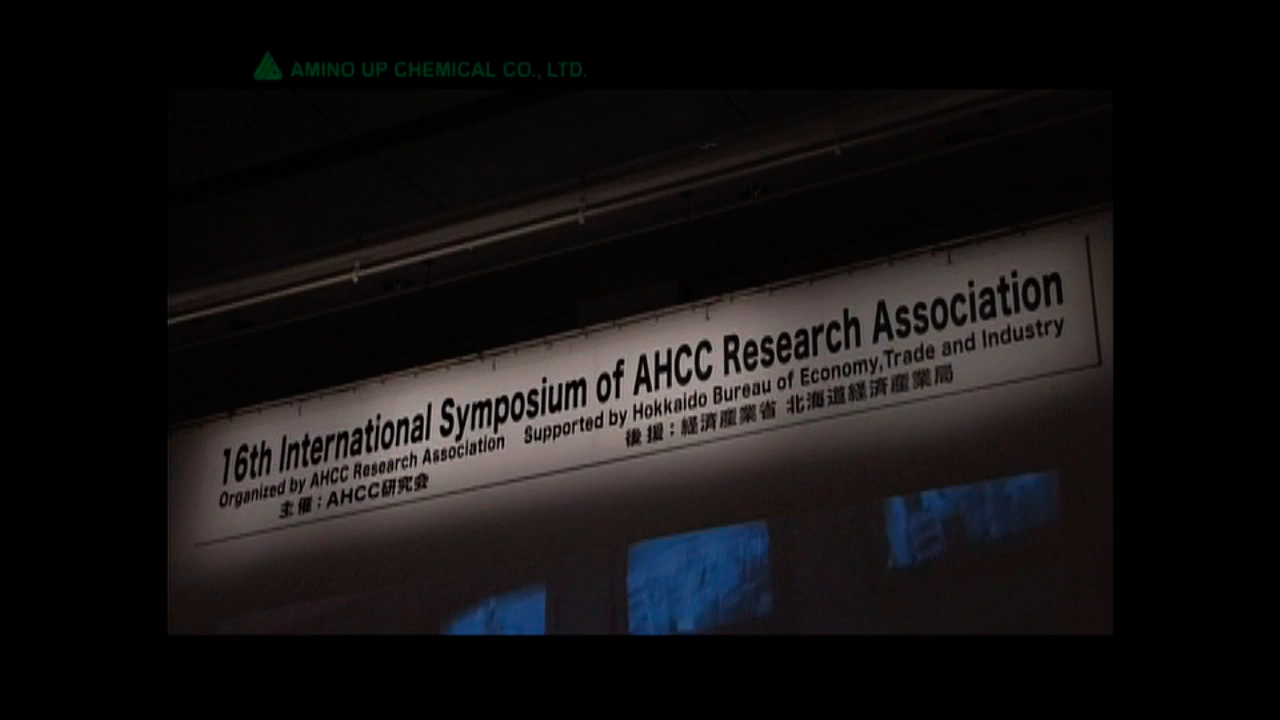 AMINO UP CHEMICAL CO., LTD.
16th International Symposium of AHCC Research Association
Organized by AHCC Research Association Supported by Hokkaido Bureau of Economy,Trade and Industry
主催：AHCC研究会 後援：経済産業省 北海道経済産業局